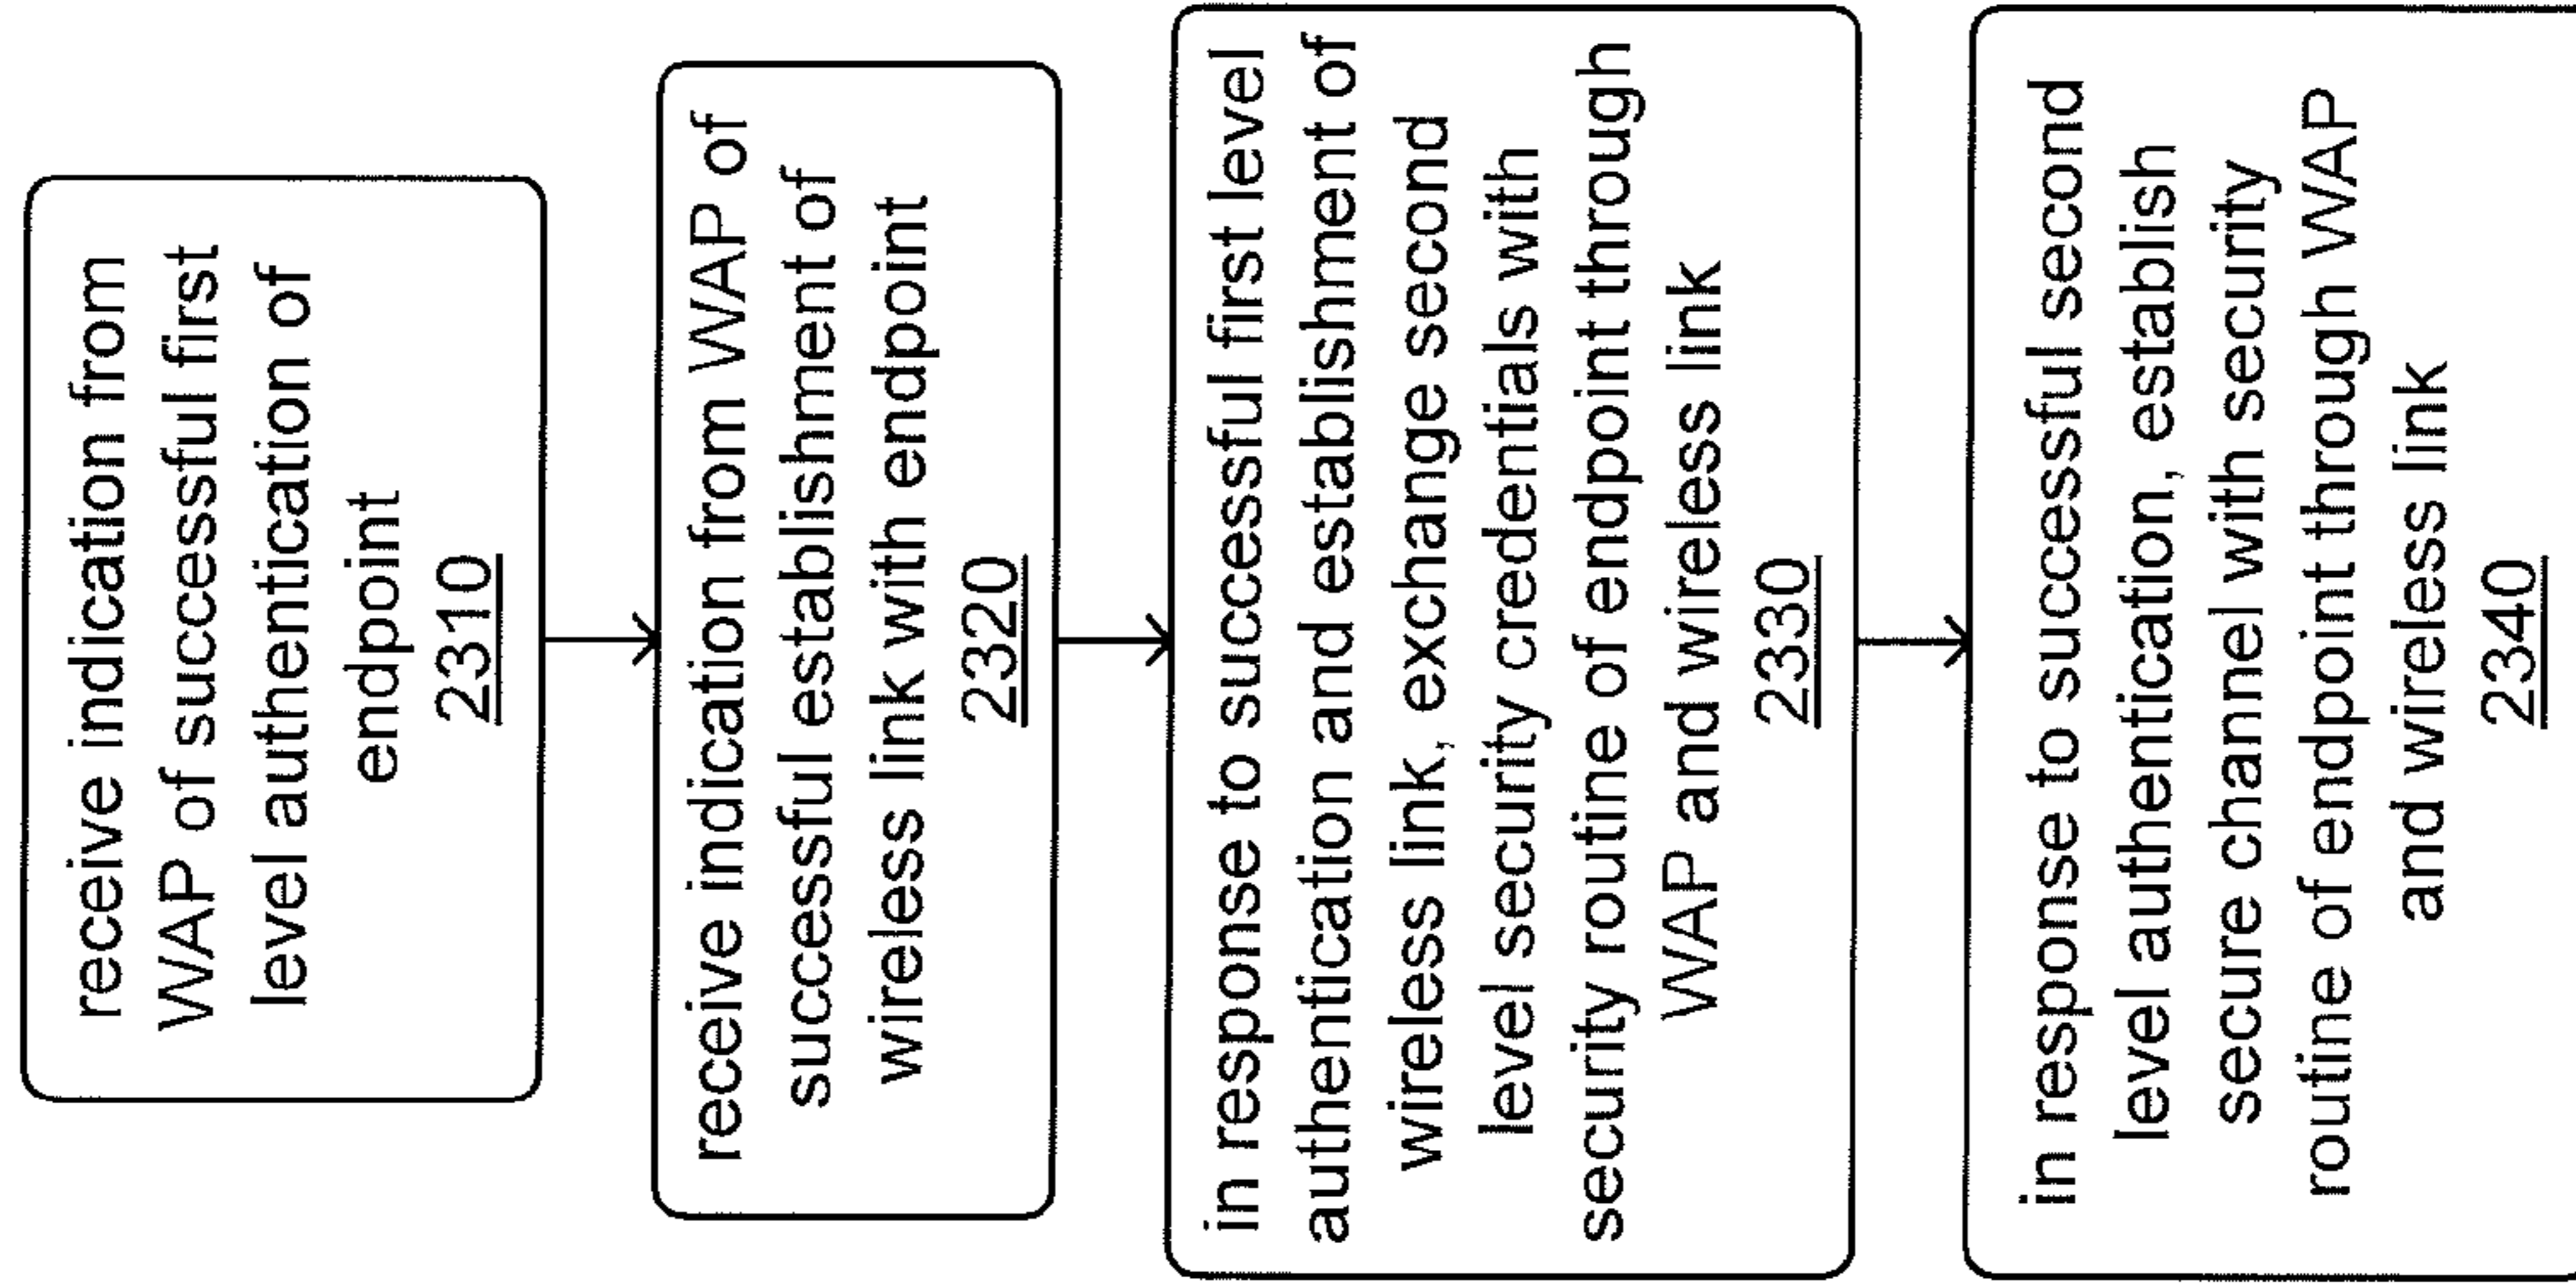 receive indication from
WAP of successful first
level authentication of
endpoint
2310
receive indication from WAP of
successful establishment of
wireless link with endpoint
2320
in response to successful first level
authentication and establishment of
wireless link, exchange second
level security credentials with
security routine of endpoint through
WAP and wireless link
2330
in response to successful second
level authentication, establish
secure channel with security
routine of endpoint through WAP
and wireless link
2340